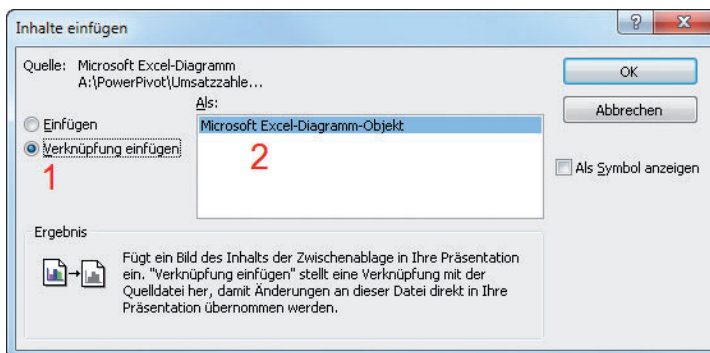 Inhalte einfügen
?
X
Quelle: Microsoft Excel-Diagramm
A:\PowerPivot\Umsatzzahle...
OK
Abbrechen
Als:
Einfügen
Verknüpfung einfügen
1
Microsoft Excel-Diagramm-Objekt
2
Als Symbol anzeigen
Ergebnis
Fügt ein Bild des Inhalts der Zwischenablage in Ihre Präsentation
ein. "Verknüpfung einfügen" stellt eine Verknüpfung mit der
Quelldatei her, damit Änderungen an dieser Datei direkt in Ihre
Präsentation übernommen werden.